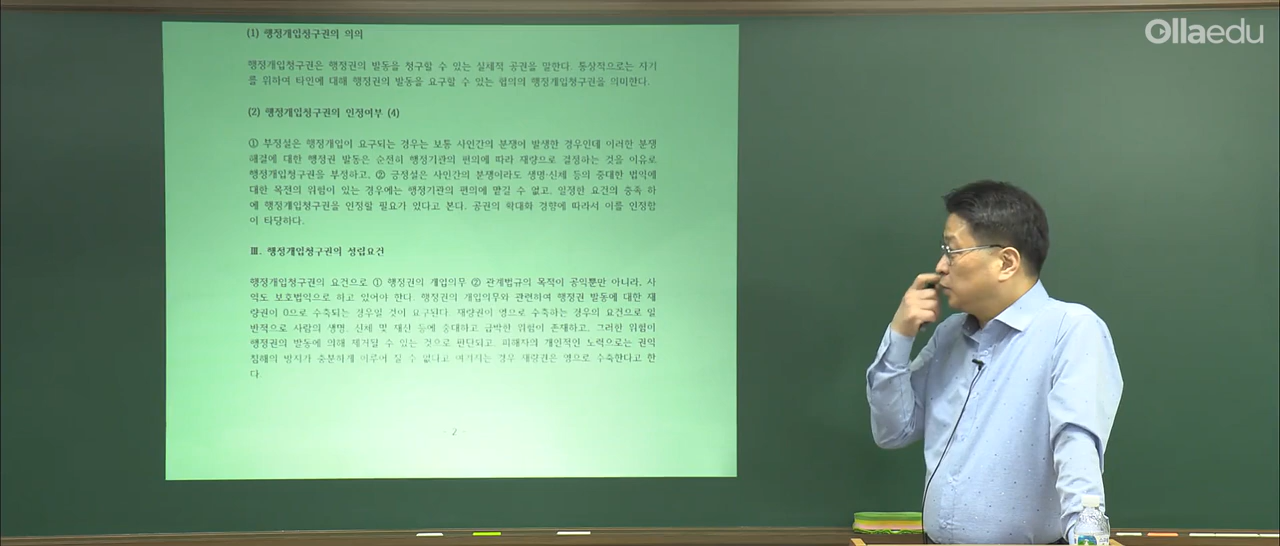 Ollaedu
(1) 행정개입청구권의 의의
행정개입청구권은 행정권의 발동을 청구할 수 있는 실체적 공권을 말한다. 통상적으로는 자기
를 위하여 타인에 대해 행정권의 발동을 요구할 수 있는 협의의 행정개입청구권을 의미한다.
(2) 행정개입청구권의 인정여부 (4)
① 부정설은 행정개입이 요구되는 경우는 보통 사인간의 분쟁이 발생한 경우인데 이러한 분쟁
해결에 대한 행정권 발동은 순전히 행정기관의 편의에 따라 재량으로 결정하는 것을 이유로
행정개입청구권을 부정하고, ② 긍정설은 사인간의 분쟁이라도 생명·신체 등의 중대한 법익에
대한 목전의 위험이 있는 경우에는 행정기관의 편의에 맡길 수 없고, 일정한 요건의 충족 하
에 행정개입청구권을 인정할 필요가 있다고 본다. 공권의 확대화 경향에 따라서 이를 인정함
이 타당하다.
Ⅲ. 행정개입청구권의 성립요건
행정개입청구권의 요건으로 ① 행정권의 개입의무 ② 관계법규의 목적이 공익뿐만 아니라, 사
익도 보호법익으로 하고 있어야 한다. 행정권의 개입의무와 관련하여 행정권 발동에 대한 재
량권이 0으로 수축되는 경우일 것이 요구된다. 재량권이 영으로 수축하는 경우의 요건으로 일
반적으로 사람의 생명, 신체 및 재산 등에 중대하고 급박한 위험이 존재하고, 그러한 위험이
행정권의 발동에 의해 제거될 수 있는 것으로 판단되고, 피해자의 개인적인 노력으로는 권익
침해의 방지가 충분하게 이루어 질 수 없다고 여겨지는 경우 재량권은 영으로 수축한다고 한
다.
- 2 -